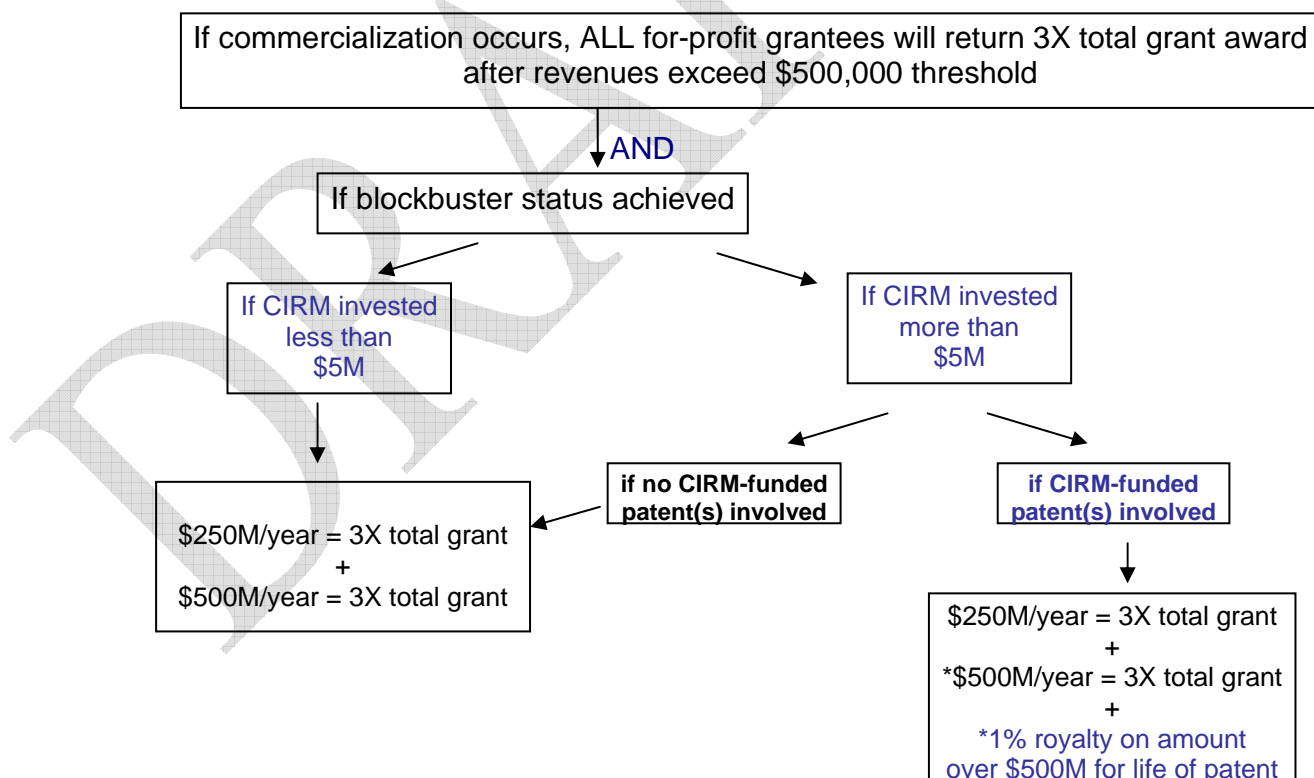 If commercialization occurs, ALL for-profit grantees will return 3X total grant award
after revenues exceed $500,000 threshold
AND
If blockbuster status achieved
If CIRM invested
less than
$5M
If CIRM invested
more than
$5M
if no CIRM-funded
patent(s) involved
if CIRM-funded
patent(s) involved
$250M/year = 3X total grant
+
$500M/year = 3X total grant
$250M/year = 3X total grant
+
*$500M/year = 3X total grant
+
*1% royalty on amount
over $500M for life of patent
DRA